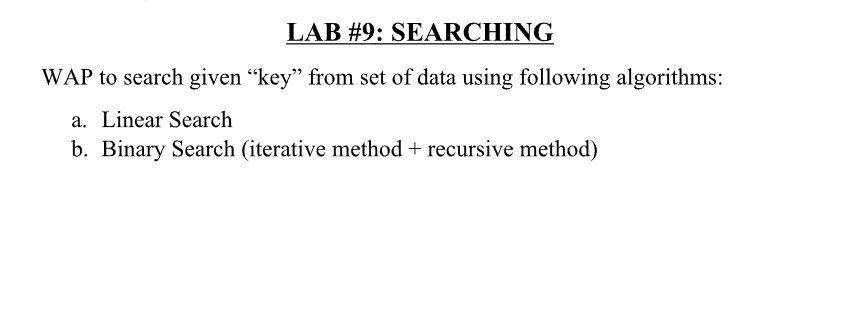 LAB #9: SEARCHING
WAP to search given “key” from set of data using following algorithms:
a. Linear Search
b. Binary Search (iterative method + recursive method)